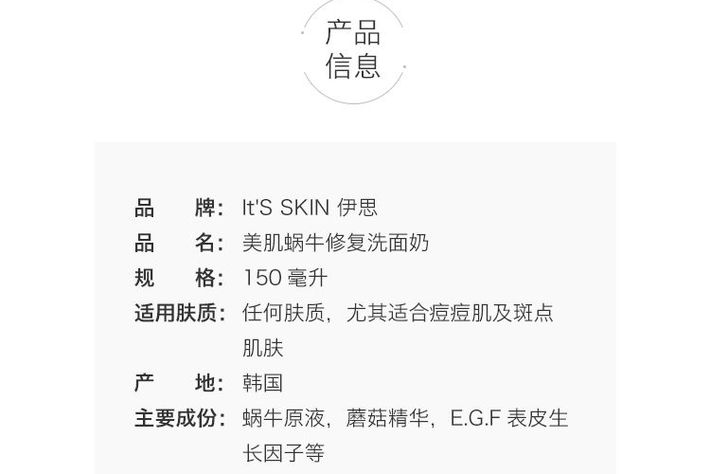 产品
信息
品 牌：It'S SKIN 伊思
品 名：美肌蜗牛修复洗面奶
规 格：150 毫升
适用肤质：任何肤质，尤其适合痘痘肌及斑点
肌肤
产 地：韩国
主要成份：蜗牛原液，蘑菇精华，E.G.F 表皮生
长因子等